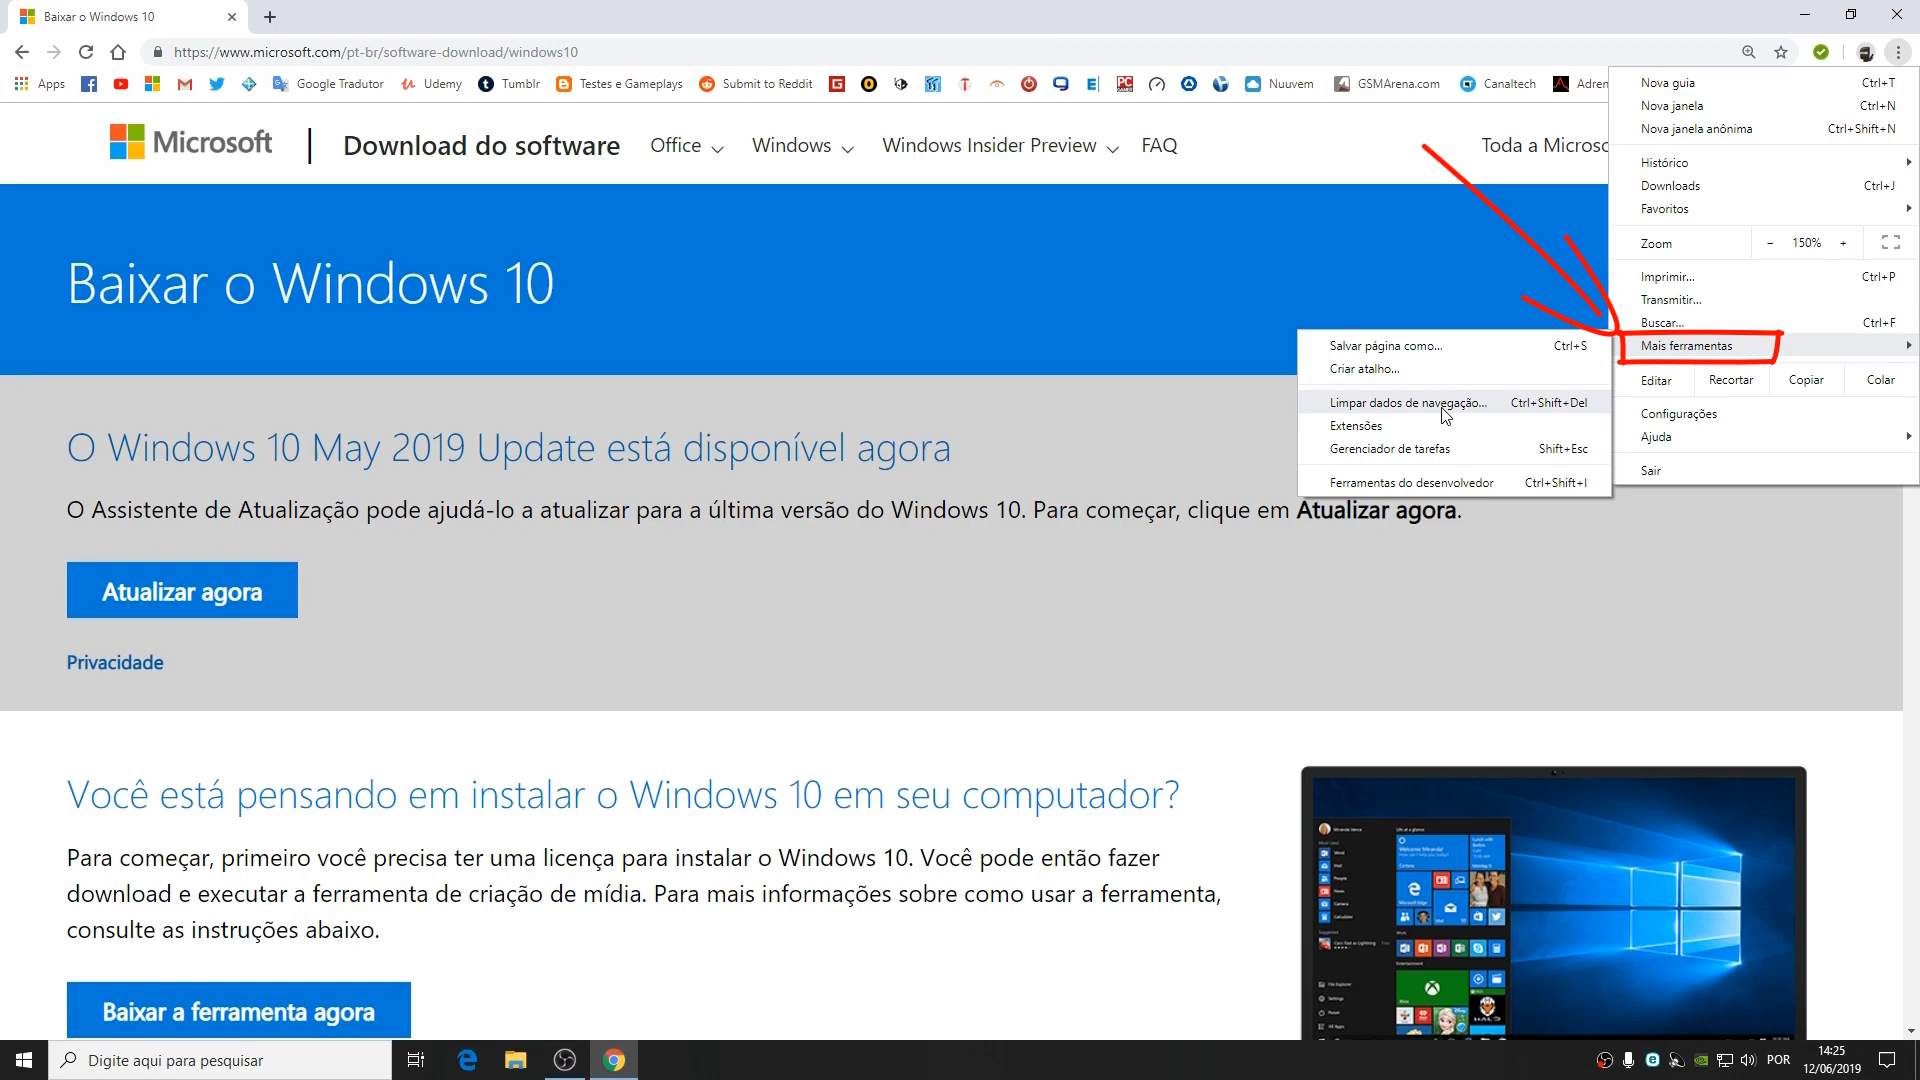 Baixar o Windows 10
https://www.microsoft.com/pt-br/software-download/windows10
Apps Google Tradutor Udemy Tumblr Testes e Gameplays Submit to Reddit Nuuvem GSMArena.com Canaltech Adren
Microsoft Download do software Office Windows Windows Insider Preview FAQ Toda a Microso
Nova guia Ctrl+T
Nova janela Ctrl+N
Nova janela anônima Ctrl+Shift+N
Histórico
Downloads Ctrl+J
Favoritos
Zoom - 150% +
Imprimir... Ctrl+P
Transmitir...
Buscar... Ctrl+F
Mais ferramentas
Editar Recortar Copiar Colar
Configurações
Ajuda
Sair
Salvar página como... Ctrl+S
Criar atalho...
Limpar dados de navegação... Ctrl+Shift+Del
Extensões
Gerenciador de tarefas Shift+Esc
Ferramentas do desenvolvedor Ctrl+Shift+I
Baixar o Windows 10
O Windows 10 May 2019 Update está disponível agora
O Assistente de Atualização pode ajudá-lo a atualizar para a última versão do Windows 10. Para começar, clique em Atualizar agora.
Atualizar agora
Privacidade
Você está pensando em instalar o Windows 10 em seu computador?
Para começar, primeiro você precisa ter uma licença para instalar o Windows 10. Você pode então fazer
download e executar a ferramenta de criação de mídia. Para mais informações sobre como usar a ferramenta,
consulte as instruções abaixo.
Baixar a ferramenta agora
Digite aqui para pesquisar
POR
14:25
12/06/2019